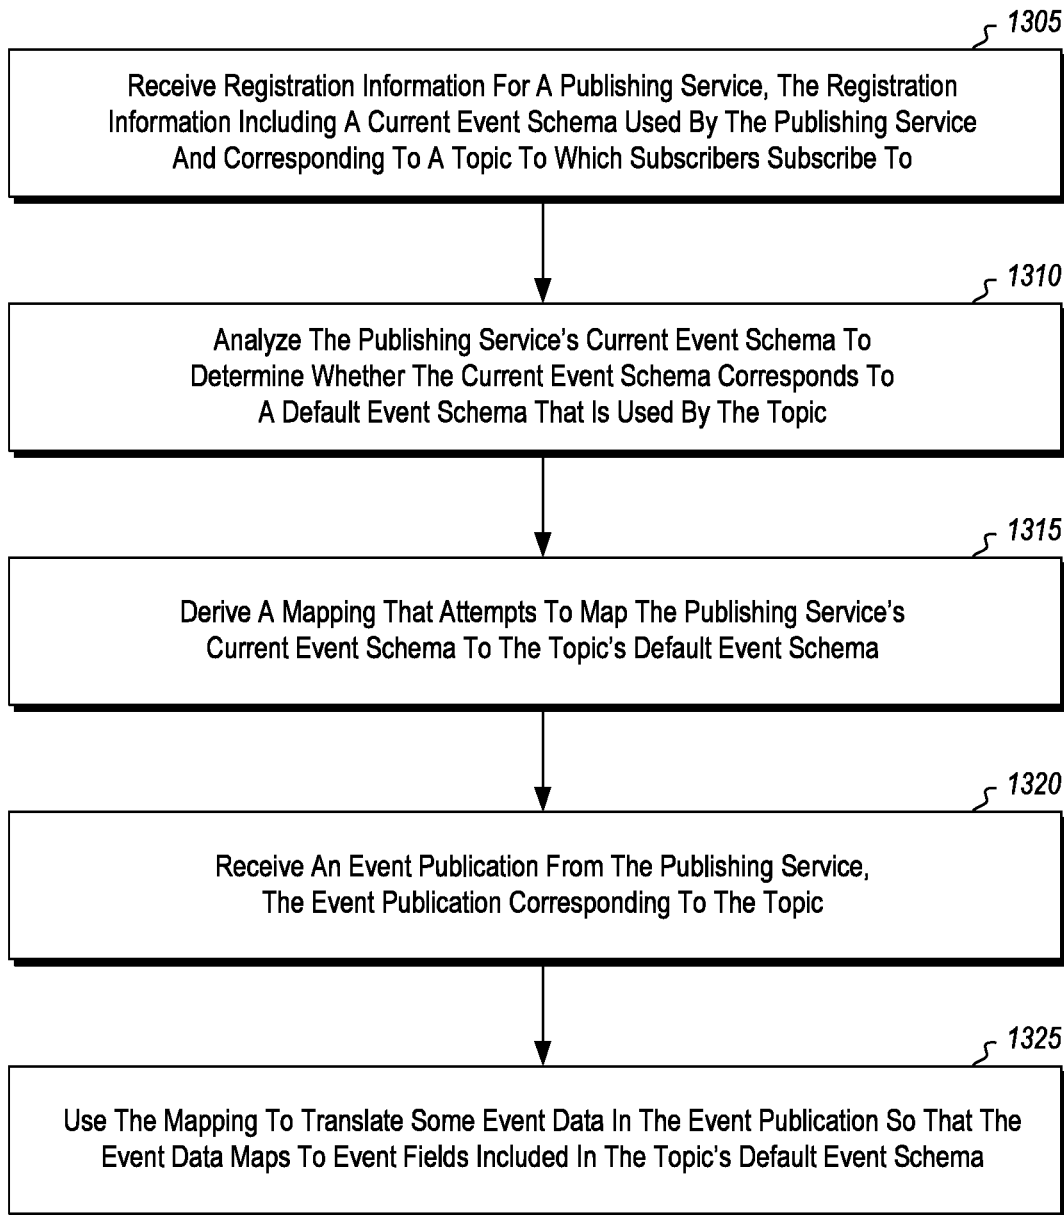 1305
Receive Registration Information For A Publishing Service, The Registration
Information Including A Current Event Schema Used By The Publishing Service
And Corresponding To A Topic To Which Subscribers Subscribe To
1310
Analyze The Publishing Service's Current Event Schema To
Determine Whether The Current Event Schema Corresponds To
A Default Event Schema That Is Used By The Topic
1315
Derive A Mapping That Attempts To Map The Publishing Service's
Current Event Schema To The Topic's Default Event Schema
1320
Receive An Event Publication From The Publishing Service,
The Event Publication Corresponding To The Topic
1325
Use The Mapping To Translate Some Event Data In The Event Publication So That The
Event Data Maps To Event Fields Included In The Topic's Default Event Schema